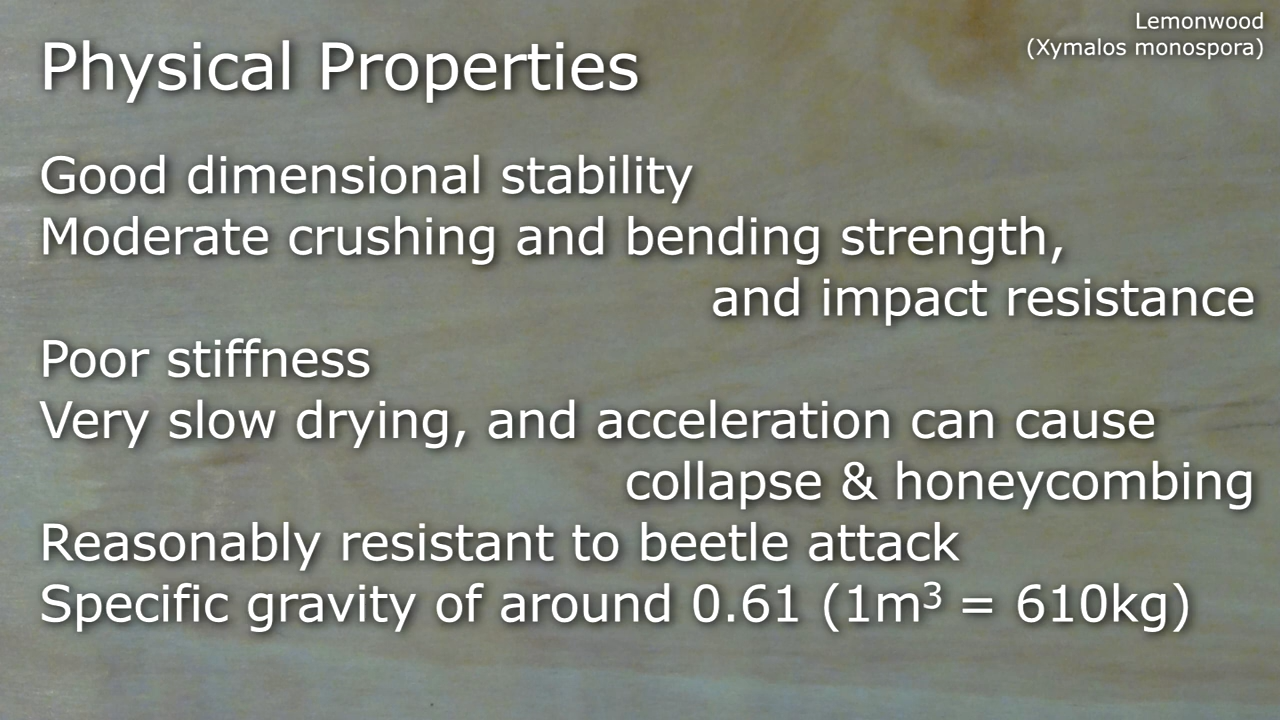 Lemonwood
(Xymalos monospora)
Physical Properties
Good dimensional stability
Moderate crushing and bending strength,
and impact resistance
Poor stiffness
Very slow drying, and acceleration can cause
collapse & honeycombing
Reasonably resistant to beetle attack
Specific gravity of around 0.61 (1m³ = 610kg)